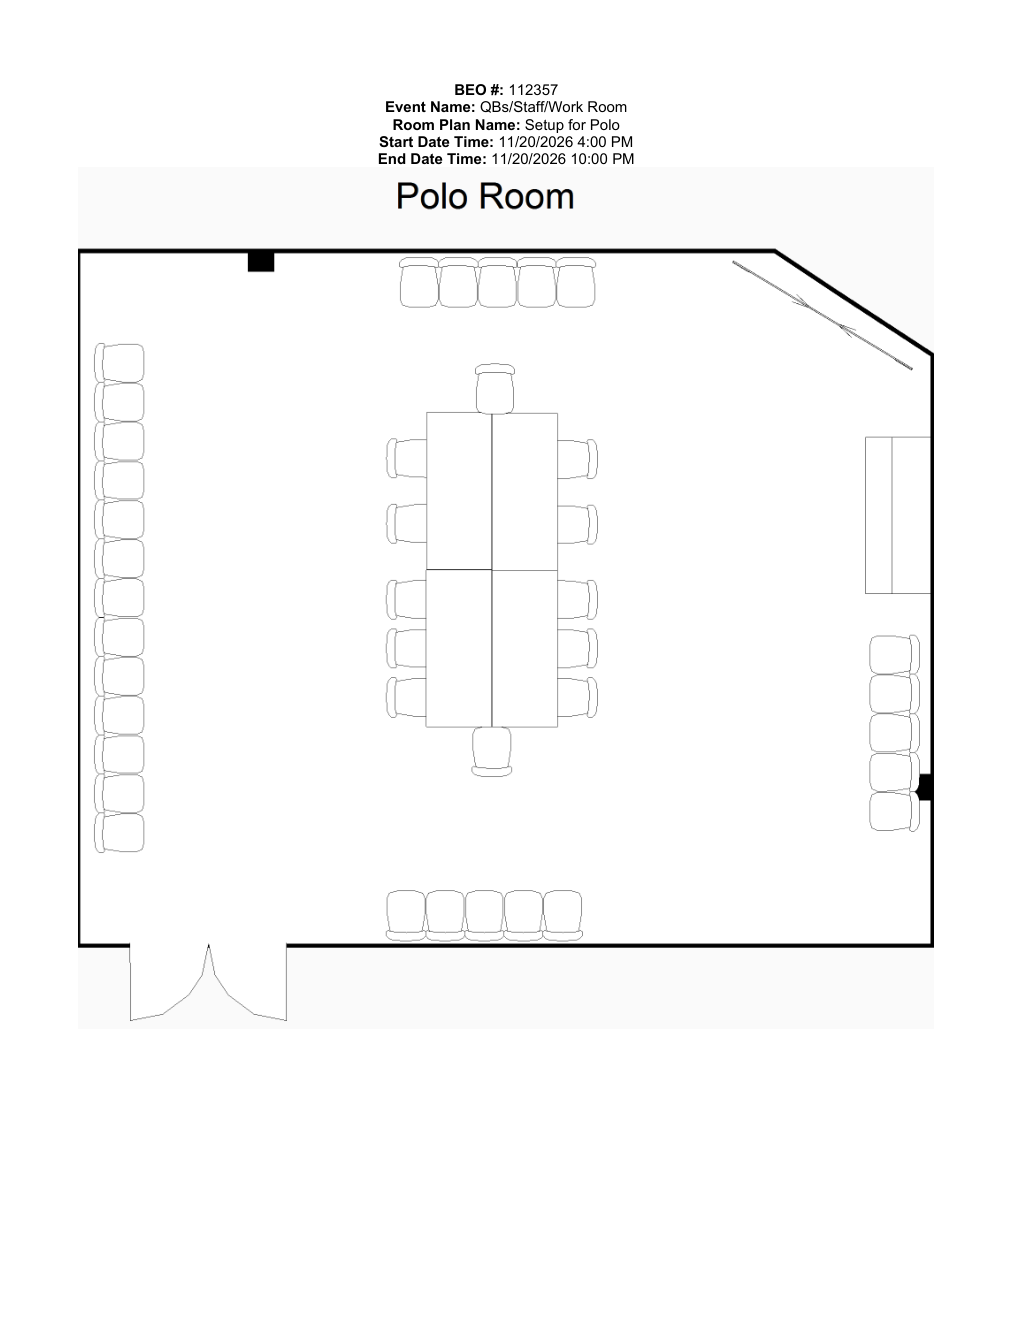 BEO #: 112357
Event Name: QBs/Staff/Work Room
Room Plan Name: Setup for Polo
Start Date Time: 11/20/2026 4:00 PM
End Date Time: 11/20/2026 10:00 PM
Polo Room